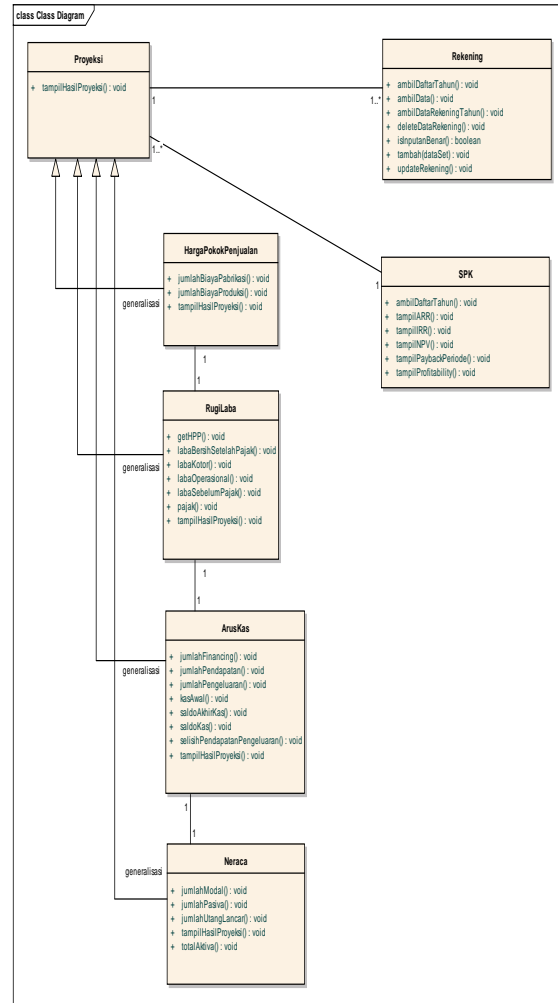 class Class Diagram
Proyeksi
+ tampilHasilProyeksi() : void
Rekening
+ ambilDaftarTahun() : void
+ ambilData() : void
+ ambilDataRekeningTahun() : void
+ deleteDataRekening() : void
+ isInputanBenar() : boolean
+ tambah(dataSet) : void
+ updateRekening() : void
1
1..*
1..*
1
SPK
+ ambilDaftarTahun() : void
+ tampilARR() : void
+ tampilIRR() : void
+ tampilNPV() : void
+ tampilPaybackPeriode() : void
+ tampilProfitability() : void
HargaPokokPenjualan
+ jumlahBiayaPabrikasi() : void
+ jumlahBiayaProduksi() : void
+ tampilHasilProyeksi() : void
generalisasi
1
1
RugiLaba
+ getHPP() : void
+ labaBersihSetelahPajak() : void
+ labaKotor() : void
+ labaOperasional() : void
+ labaSebelumPajak() : void
+ pajak() : void
+ tampilHasilProyeksi() : void
generalisasi
1
1
ArusKas
+ jumlahFinancing() : void
+ jumlahPendapatan() : void
+ jumlahPengeluaran() : void
+ kasAwal() : void
+ saldoAkhirKas() : void
+ saldoKas() : void
+ selisihPendapatanPengeluaran() : void
+ tampilHasilProyeksi() : void
generalisasi
1
1
Neraca
+ jumlahModal() : void
+ jumlahPasiva() : void
+ jumlahUtangLancar() : void
+ tampilHasilProyeksi() : void
+ totalAktiva() : void
generalisasi